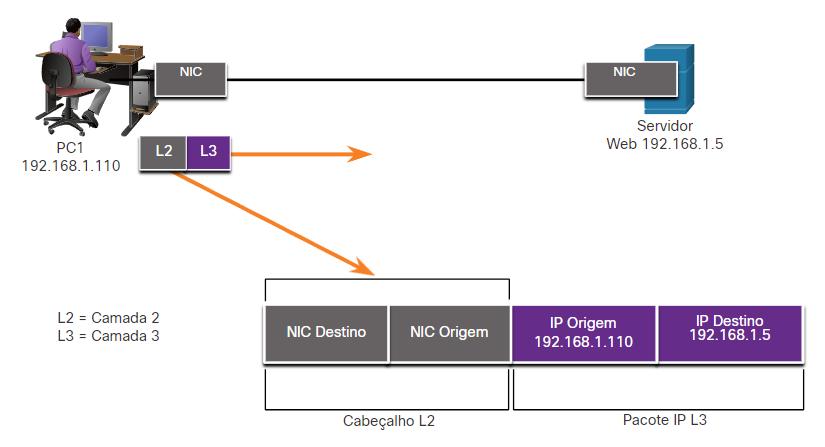 NIC
NIC
PC1
192.168.1.110
L2
L3
Servidor
Web 192.168.1.5
L2 = Camada 2
L3 = Camada 3
NIC Destino
NIC Origem
IP Origem
192.168.1.110
IP Destino
192.168.1.5
Cabeçalho L2
Pacote IP L3